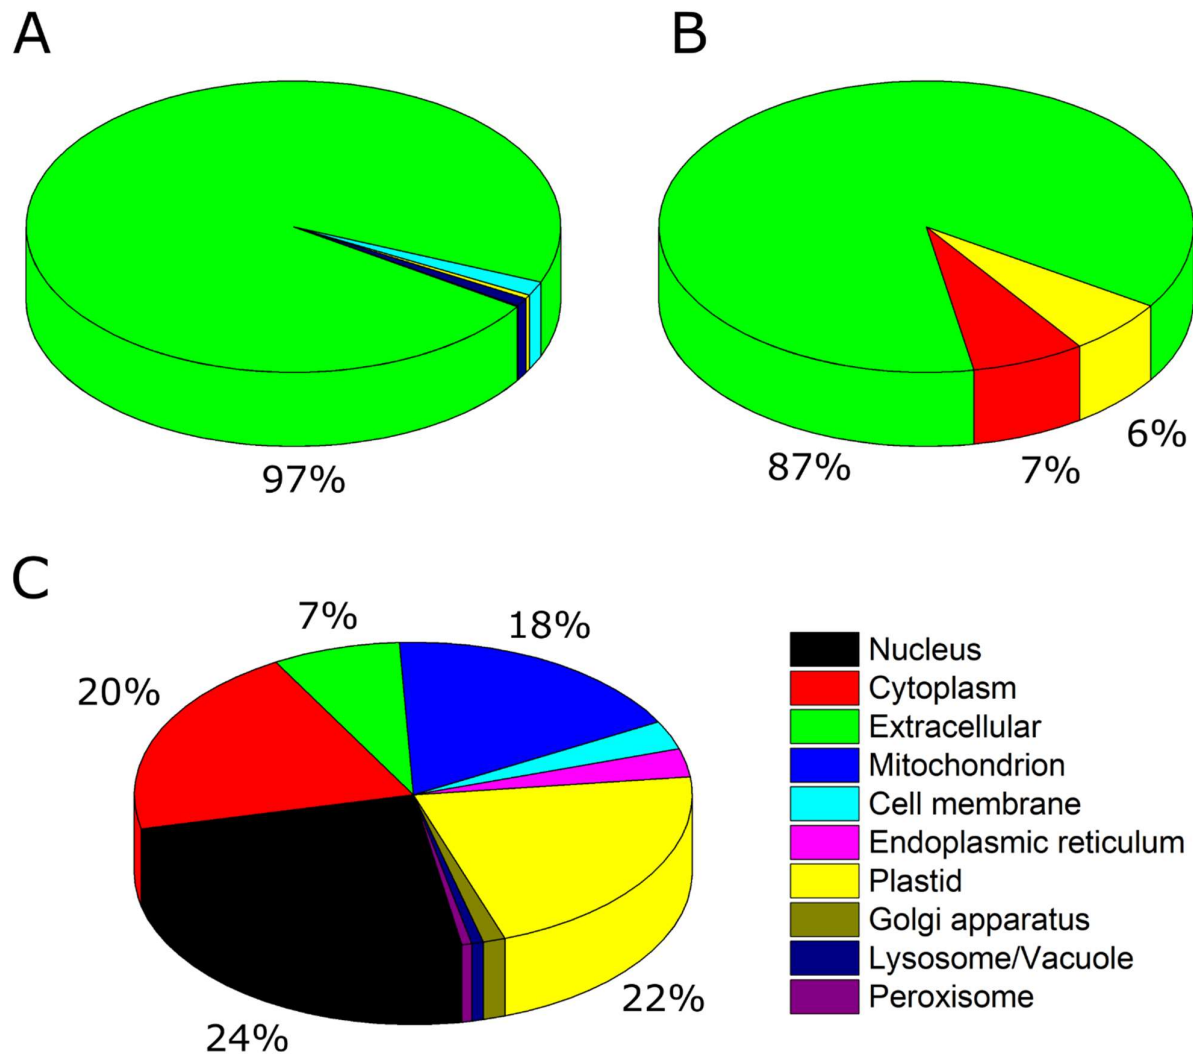 A
B
97%
87%
7%
6%
C
7%
18%
20%
22%
24%
Nucleus
Cytoplasm
Extracellular
Mitochondrion
Cell membrane
Endoplasmic reticulum
Plastid
Golgi apparatus
Lysosome/Vacuole
Peroxisome